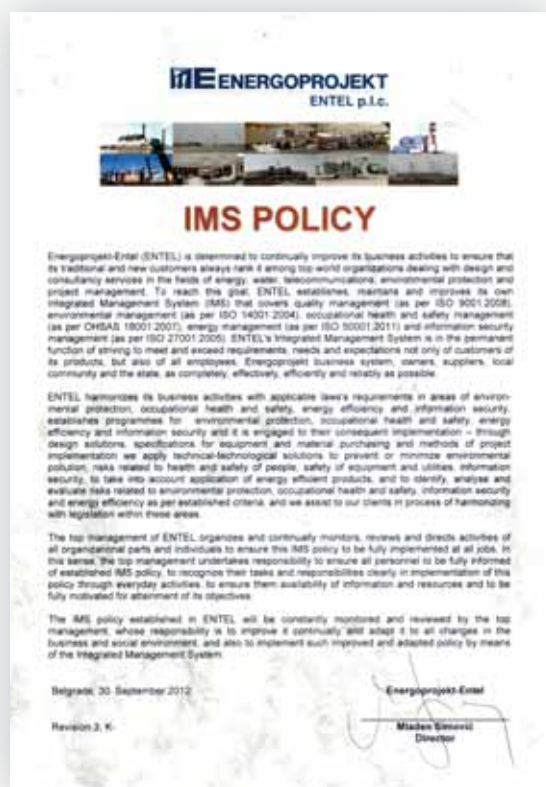 ENERGOPROJEKT
ENTEL p.l.c.
IMS POLICY
Energoprojekt-Entel (ENTEL) is determined to continually improve its business activities to ensure that
its traditional and new customers always rank it among top world organizations dealing with design and
consultancy services in the fields of energy, water, telecommunications, environmental protection and
project management. To reach this goal, ENTEL establishes, maintains and improves its own
Integrated Management System (IMS) that covers quality management (as per ISO 9001:2008),
environmental management (as per ISO 14001:2004), occupational health and safety management
(as per OHSAS 18001:2007), energy management (as per ISO 50001:2011) and information security
management (as per ISO 27001:2005). ENTEL's Integrated Management System is in the permanent
function of striving to meet and exceed requirements, needs and expectations not only of customers of
its products, but also of all employees, Energoprojekt business system, owners, suppliers, local
community and the state, as completely, effectively, efficiently and reliably as possible.
ENTEL harmonizes its business activities with applicable laws's requirements in areas of environ-
mental protection, occupational health and safety, energy efficiency and information security,
establishes programmes for environmental protection, occupational health and safety, energy
efficiency and information security and it is engaged to their consequent implementation – through
design solutions, specifications for equipment and material purchasing and methods of project
implementation we apply technical-technological solutions to prevent or minimize environmental
pollution, risks related to health and safety of people, safety of equipment and utilities, information
security, to take into account application of energy efficient products, and to identify, analyse and
evaluate risks related to environmental protection, occupational health and safety, information security
and energy efficiency as per established criteria, and we assist to our clients in process of harmonizing
with legislation within these areas.
The top management of ENTEL organizes and continually monitors, reviews and directs activities of
all organizational parts and individuals to ensure this IMS policy to be fully implemented at all jobs. In
this sense, the top management undertakes responsibility to ensure all personnel to be fully informed
of established IMS policy, to recognize their tasks and responsibilities clearly in implementation of this
policy through everyday activities, to ensure them availability of information and resources and to be
fully motivated for attainment of its objectives.
The IMS policy established in ENTEL will be constantly monitored and reviewed by the top
management, whose responsibility is to improve it continually and adapt it to all changes in the
business and social environment, and also to implement such improved and adapted policy by means
of the Integrated Management System.
Belgrade, 30. September 2012
Energoprojekt-Entel
Revision 3, K-
Mladen Simović
Director